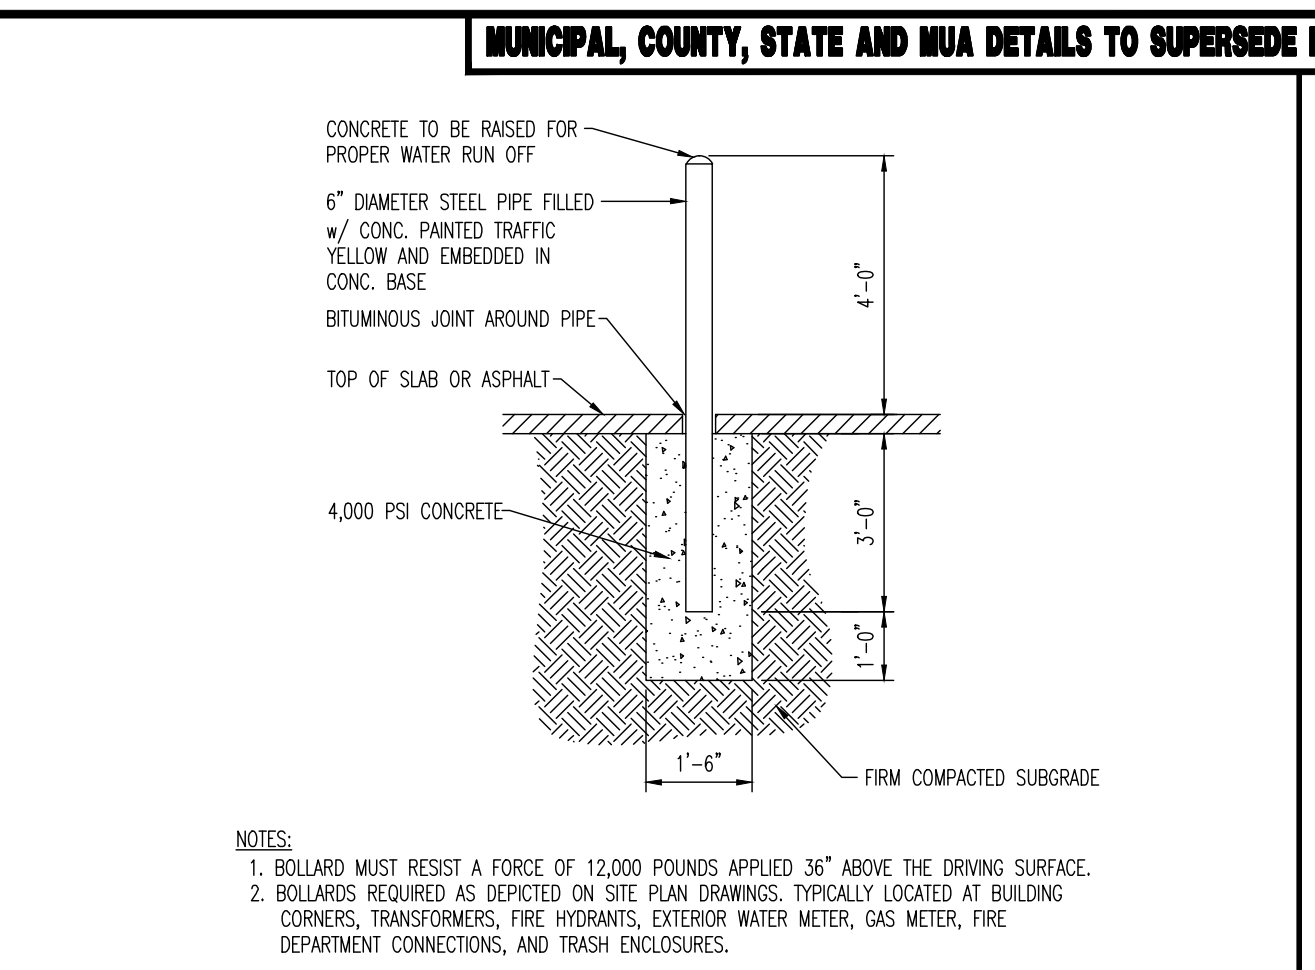 MUNICIPAL, COUNTY, STATE AND MUA DETAILS TO SUPERSEDE
CONCRETE TO BE RAISED FOR
PROPER WATER RUN OFF
6" DIAMETER STEEL PIPE FILLED
w/ CONC. PAINTED TRAFFIC
YELLOW AND EMBEDDED IN
CONC. BASE
4'-0"
BITUMINOUS JOINT AROUND PIPE
TOP OF SLAB OR ASPHALT
4,000 PSI CONCRETE
3'-0"
1'-0"
1'-6"
FIRM COMPACTED SUBGRADE
NOTES:
1. BOLLARD MUST RESIST A FORCE OF 12,000 POUNDS APPLIED 36" ABOVE THE DRIVING SURFACE.
2. BOLLARDS REQUIRED AS DEPICTED ON SITE PLAN DRAWINGS. TYPICALLY LOCATED AT BUILDING
CORNERS, TRANSFORMERS, FIRE HYDRANTS, EXTERIOR WATER METER, GAS METER, FIRE
DEPARTMENT CONNECTIONS, AND TRASH ENCLOSURES.